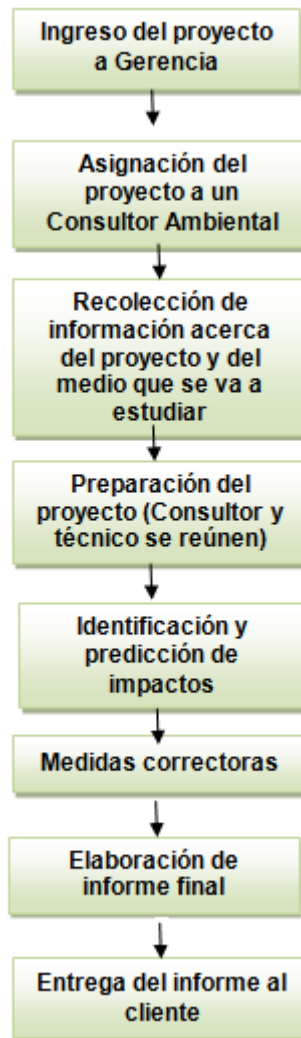 Ingreso del proyecto
a Gerencia
Asignación del
proyecto a un
Consultor Ambiental
Recolección de
información acerca
del proyecto y del
medio que se va a
estudiar
Preparación del
proyecto (Consultor y
técnico se reúnen)
Identificación y
predicción de
impactos
Medidas correctoras
Elaboración de
informe final
Entrega del informe al
cliente